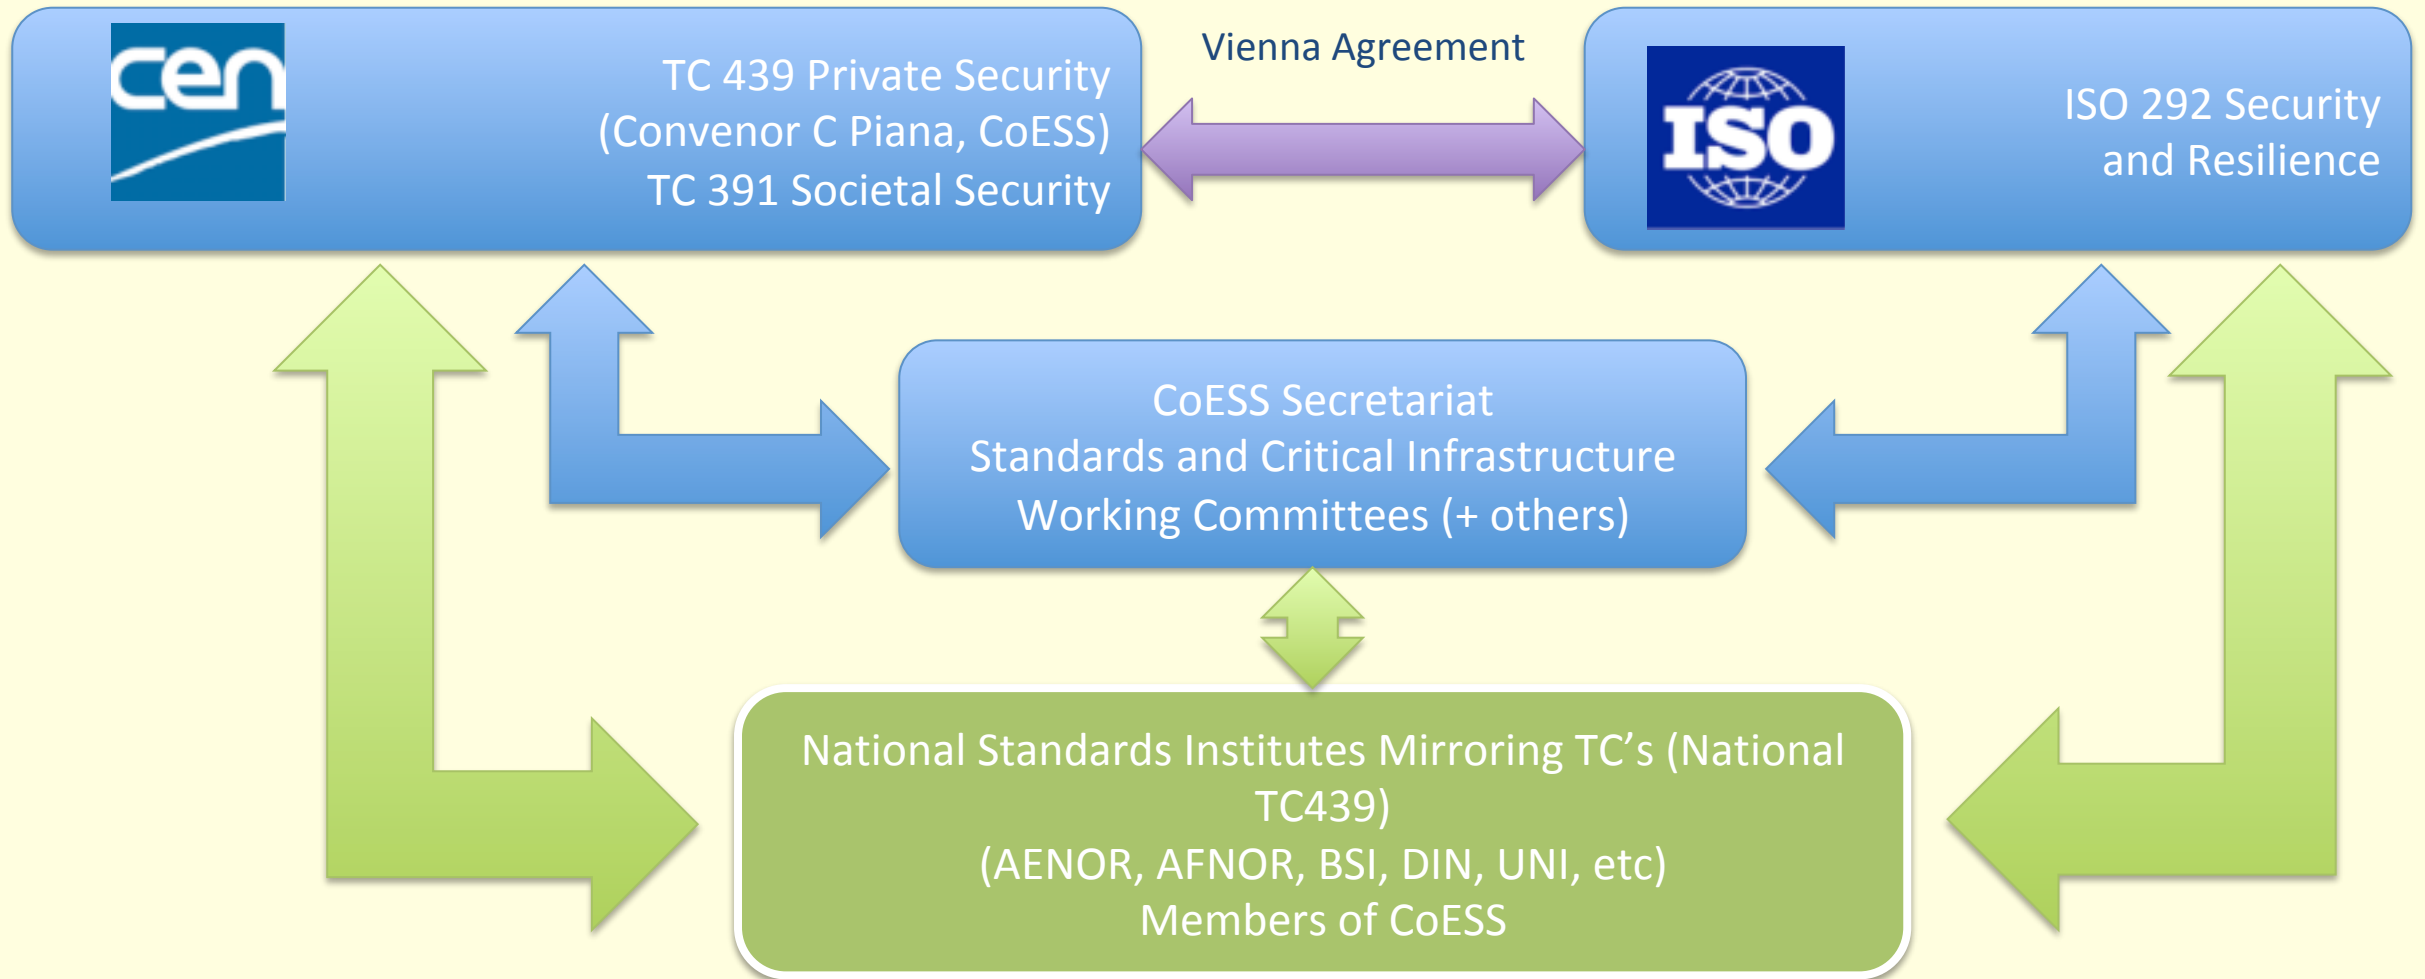 cen
TC 439 Private Security
(Convenor C Piana, CoESS)
TC 391 Societal Security
Vienna Agreement
ISO
ISO 292 Security
and Resilience
CoESS Secretariat
Standards and Critical Infrastructure
Working Committees (+ others)
National Standards Institutes Mirroring TC’s (National
TC439)
(AENOR, AFNOR, BSI, DIN, UNI, etc)
Members of CoESS